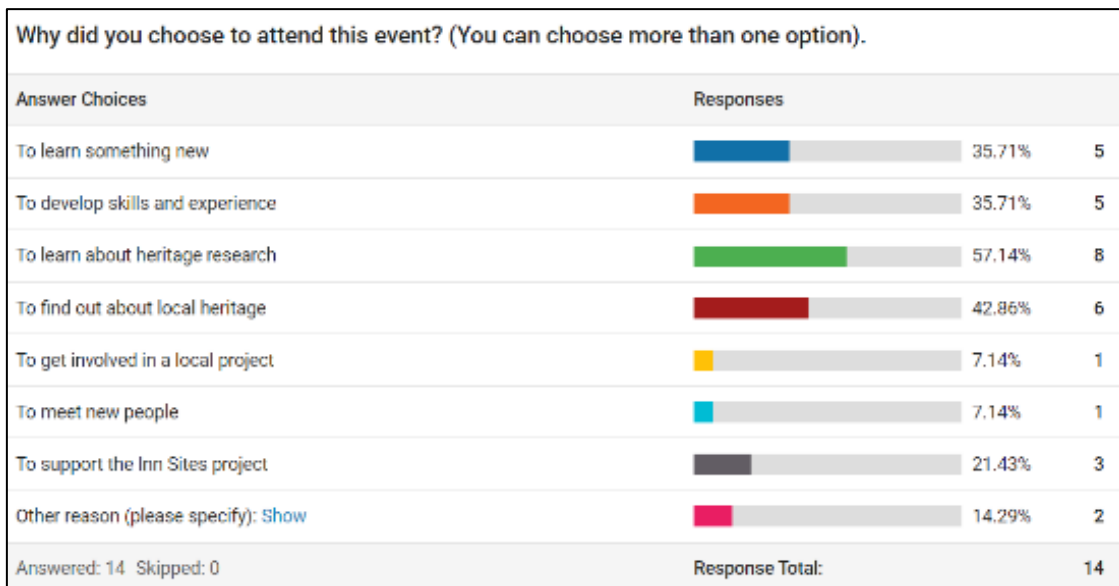 Why did you choose to attend this event? (You can choose more than one option).
Answer Choices Responses
To learn something new 35.71% 5
To develop skills and experience 35.71% 5
To learn about heritage research 57.14% 8
To find out about local heritage 42.86% 6
To get involved in a local project 7.14% 1
To meet new people 7.14% 1
To support the Inn Sites project 21.43% 3
Other reason (please specify): Show 14.29% 2
Answered: 14 Skipped: 0 Response Total: 14